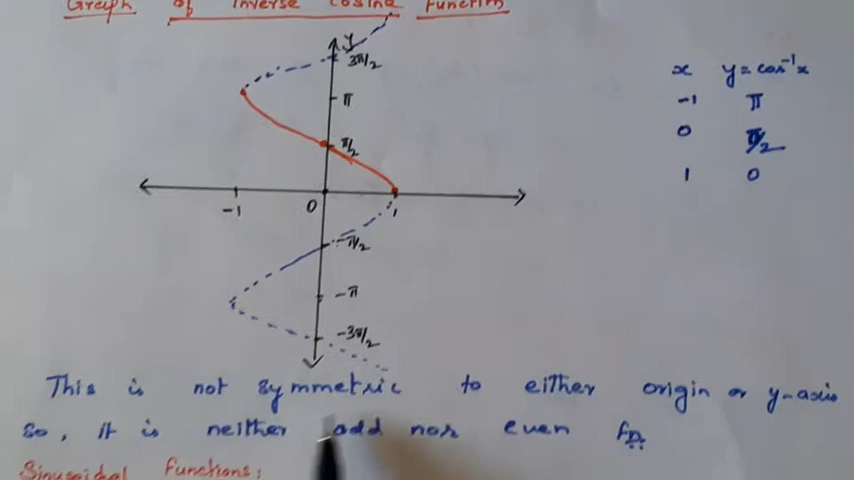 Graph of inverse cosine function
y
3π/2
x y = cos⁻¹x
π
-1 π
π/2
0 π/2
1 0
-1 0 1
-π/2
-π
-3π/2
This is not symmetric to either origin or y-axis
so, it is neither odd nor even fn.
Sinusoidal functions: